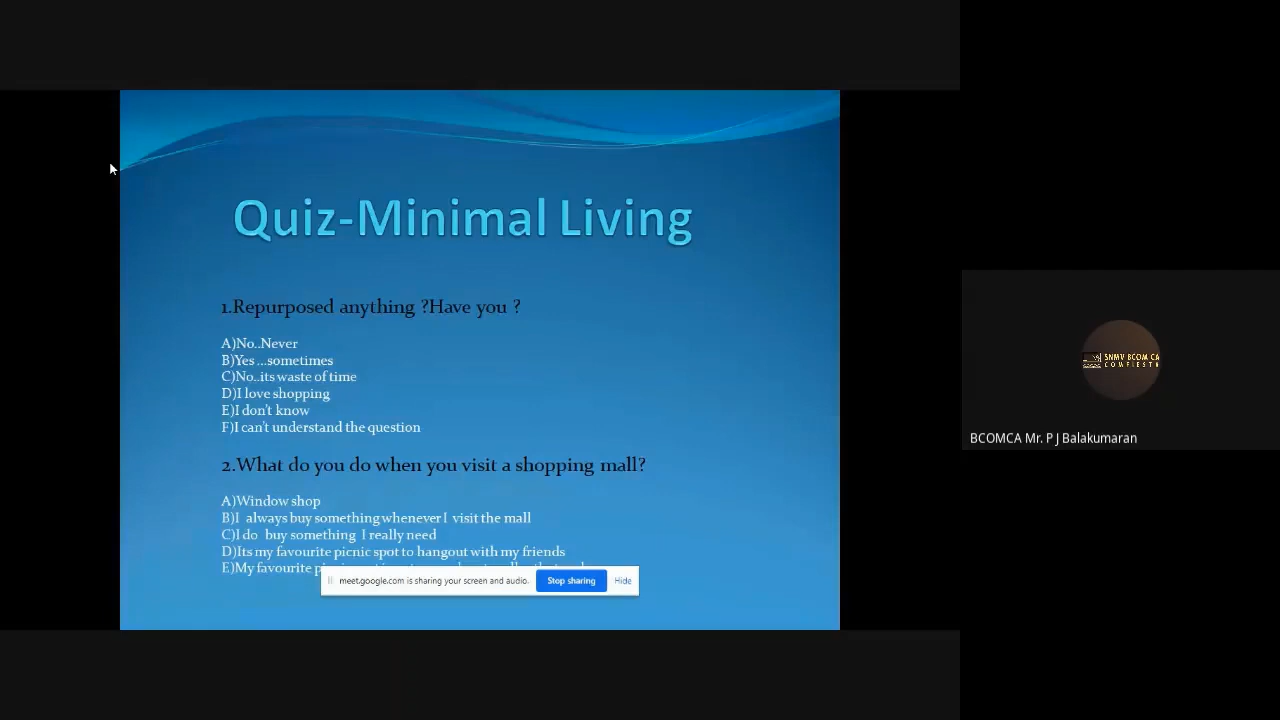 Quiz-Minimal Living
1.Repurposed anything ?Have you ?
A)No..Never
B)Yes ...sometimes
C)No..its waste of time
D)I love shopping
E)I don't know
F)I can't understand the question
2.What do you do when you visit a shopping mall?
A)Window shop
B)I always buy something whenever I visit the mall
C)I do buy something I really need
D)Its my favourite picnic spot to hangout with my friends
E)My favourite
meet.google.com is sharing your screen and audio.
Stop sharing
Hide
SNMV BCOM CA
BCOMCA Mr. P J Balakumaran